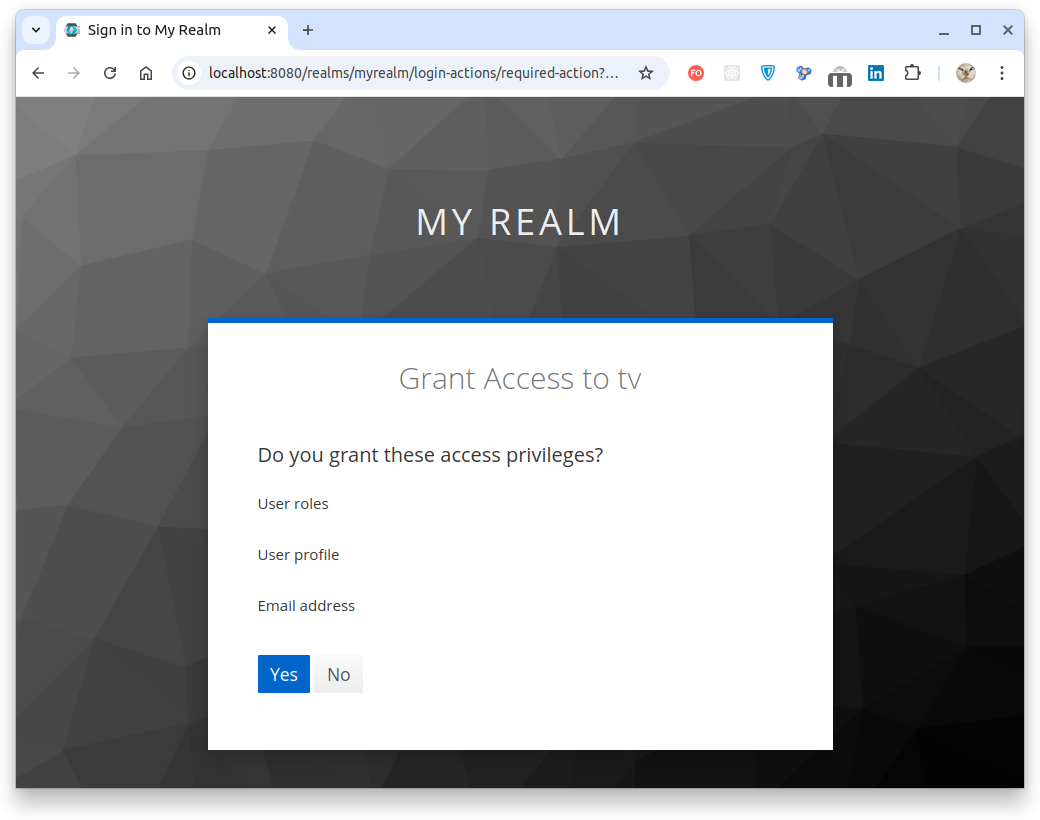 Sign in to My Realm
localhost:8080/realms/myrealm/login-actions/required-action?...
FO
in
MY REALM
Grant Access to tv
Do you grant these access privileges?
User roles
User profile
Email address
Yes No